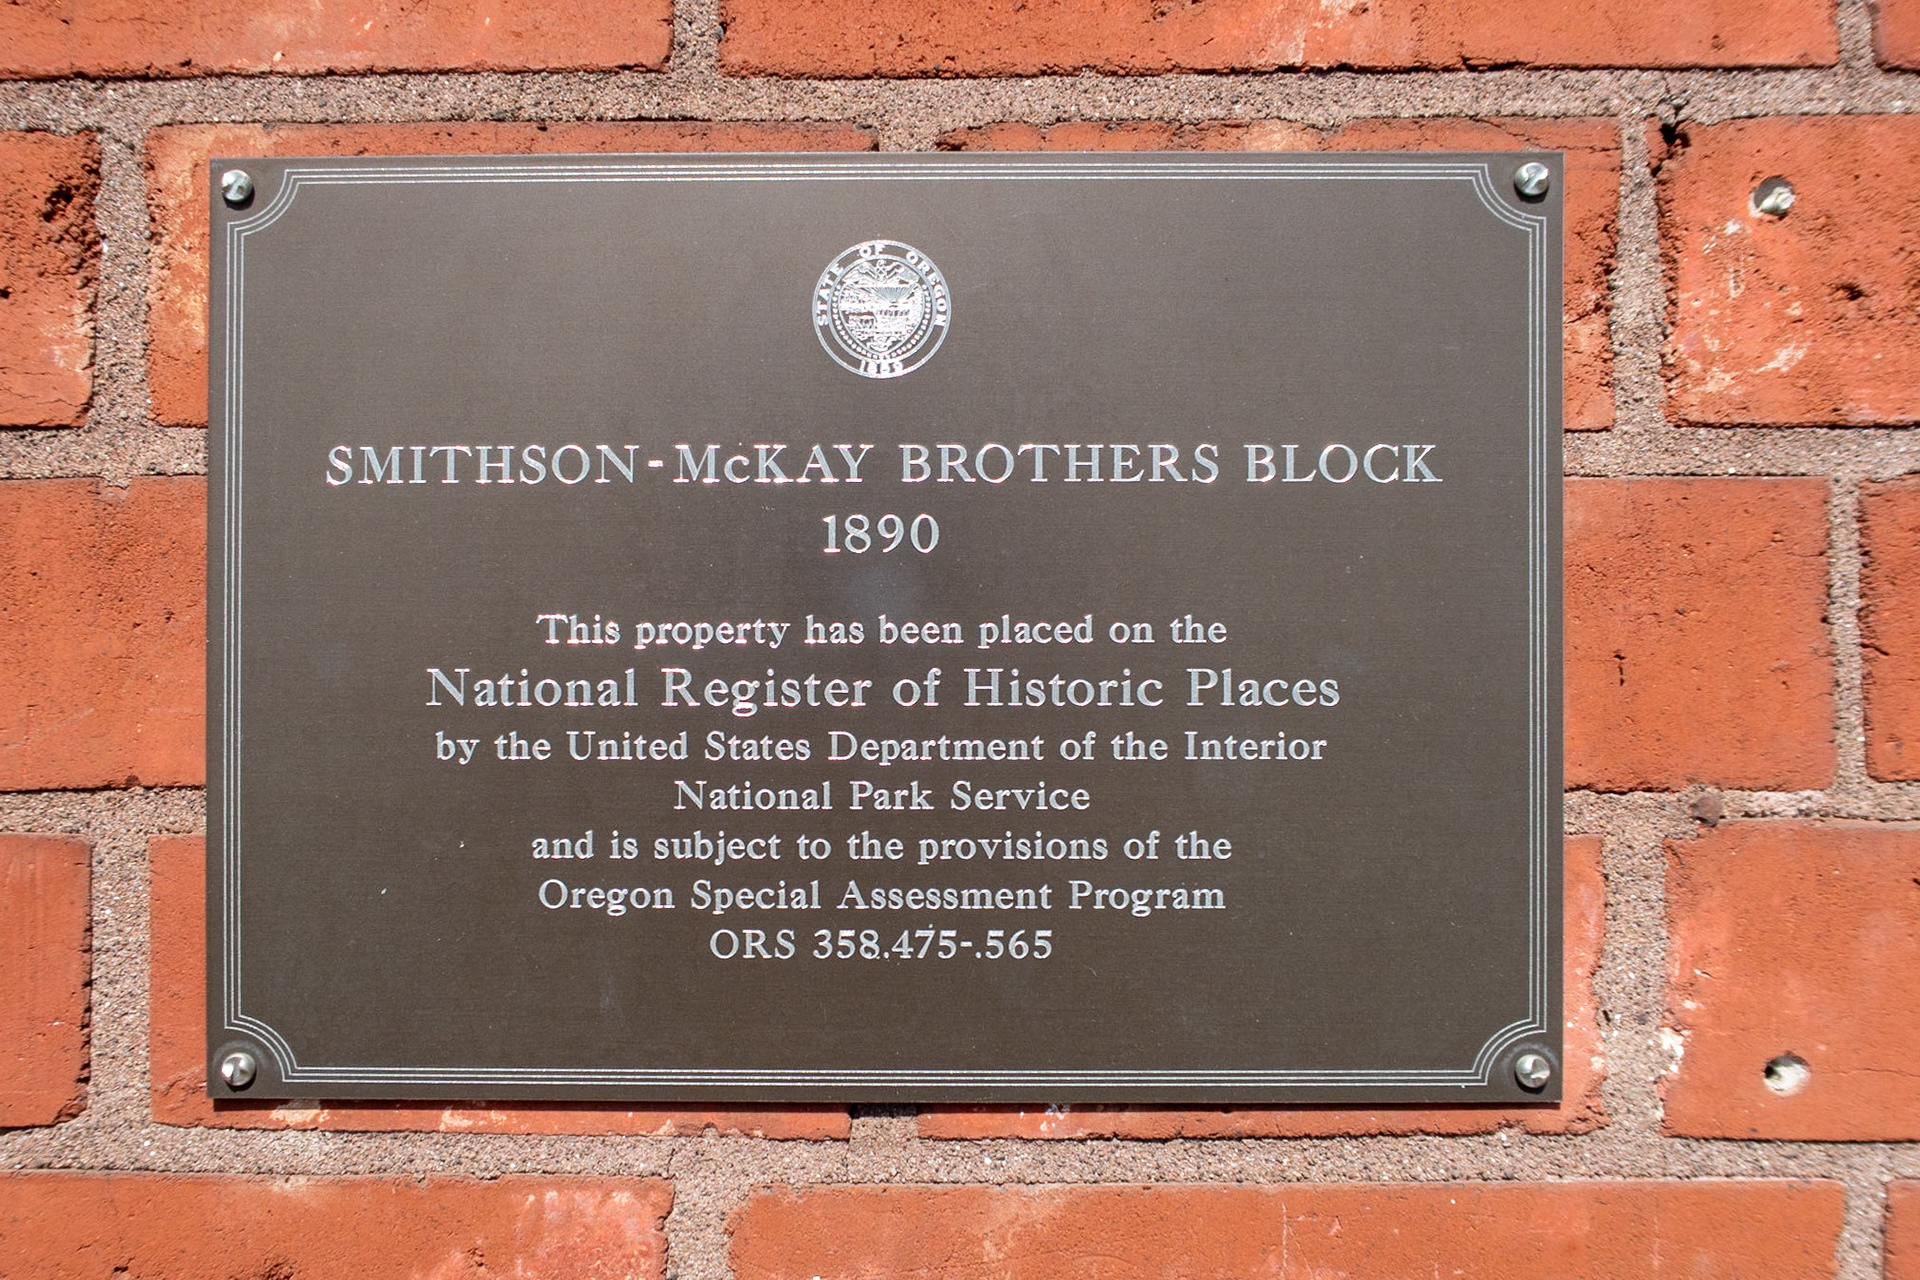 STATE OF OREGON
1859
SMITHSON-McKAY BROTHERS BLOCK
1890
This property has been placed on the
National Register of Historic Places
by the United States Department of the Interior
National Park Service
and is subject to the provisions of the
Oregon Special Assessment Program
ORS 358.475-.565